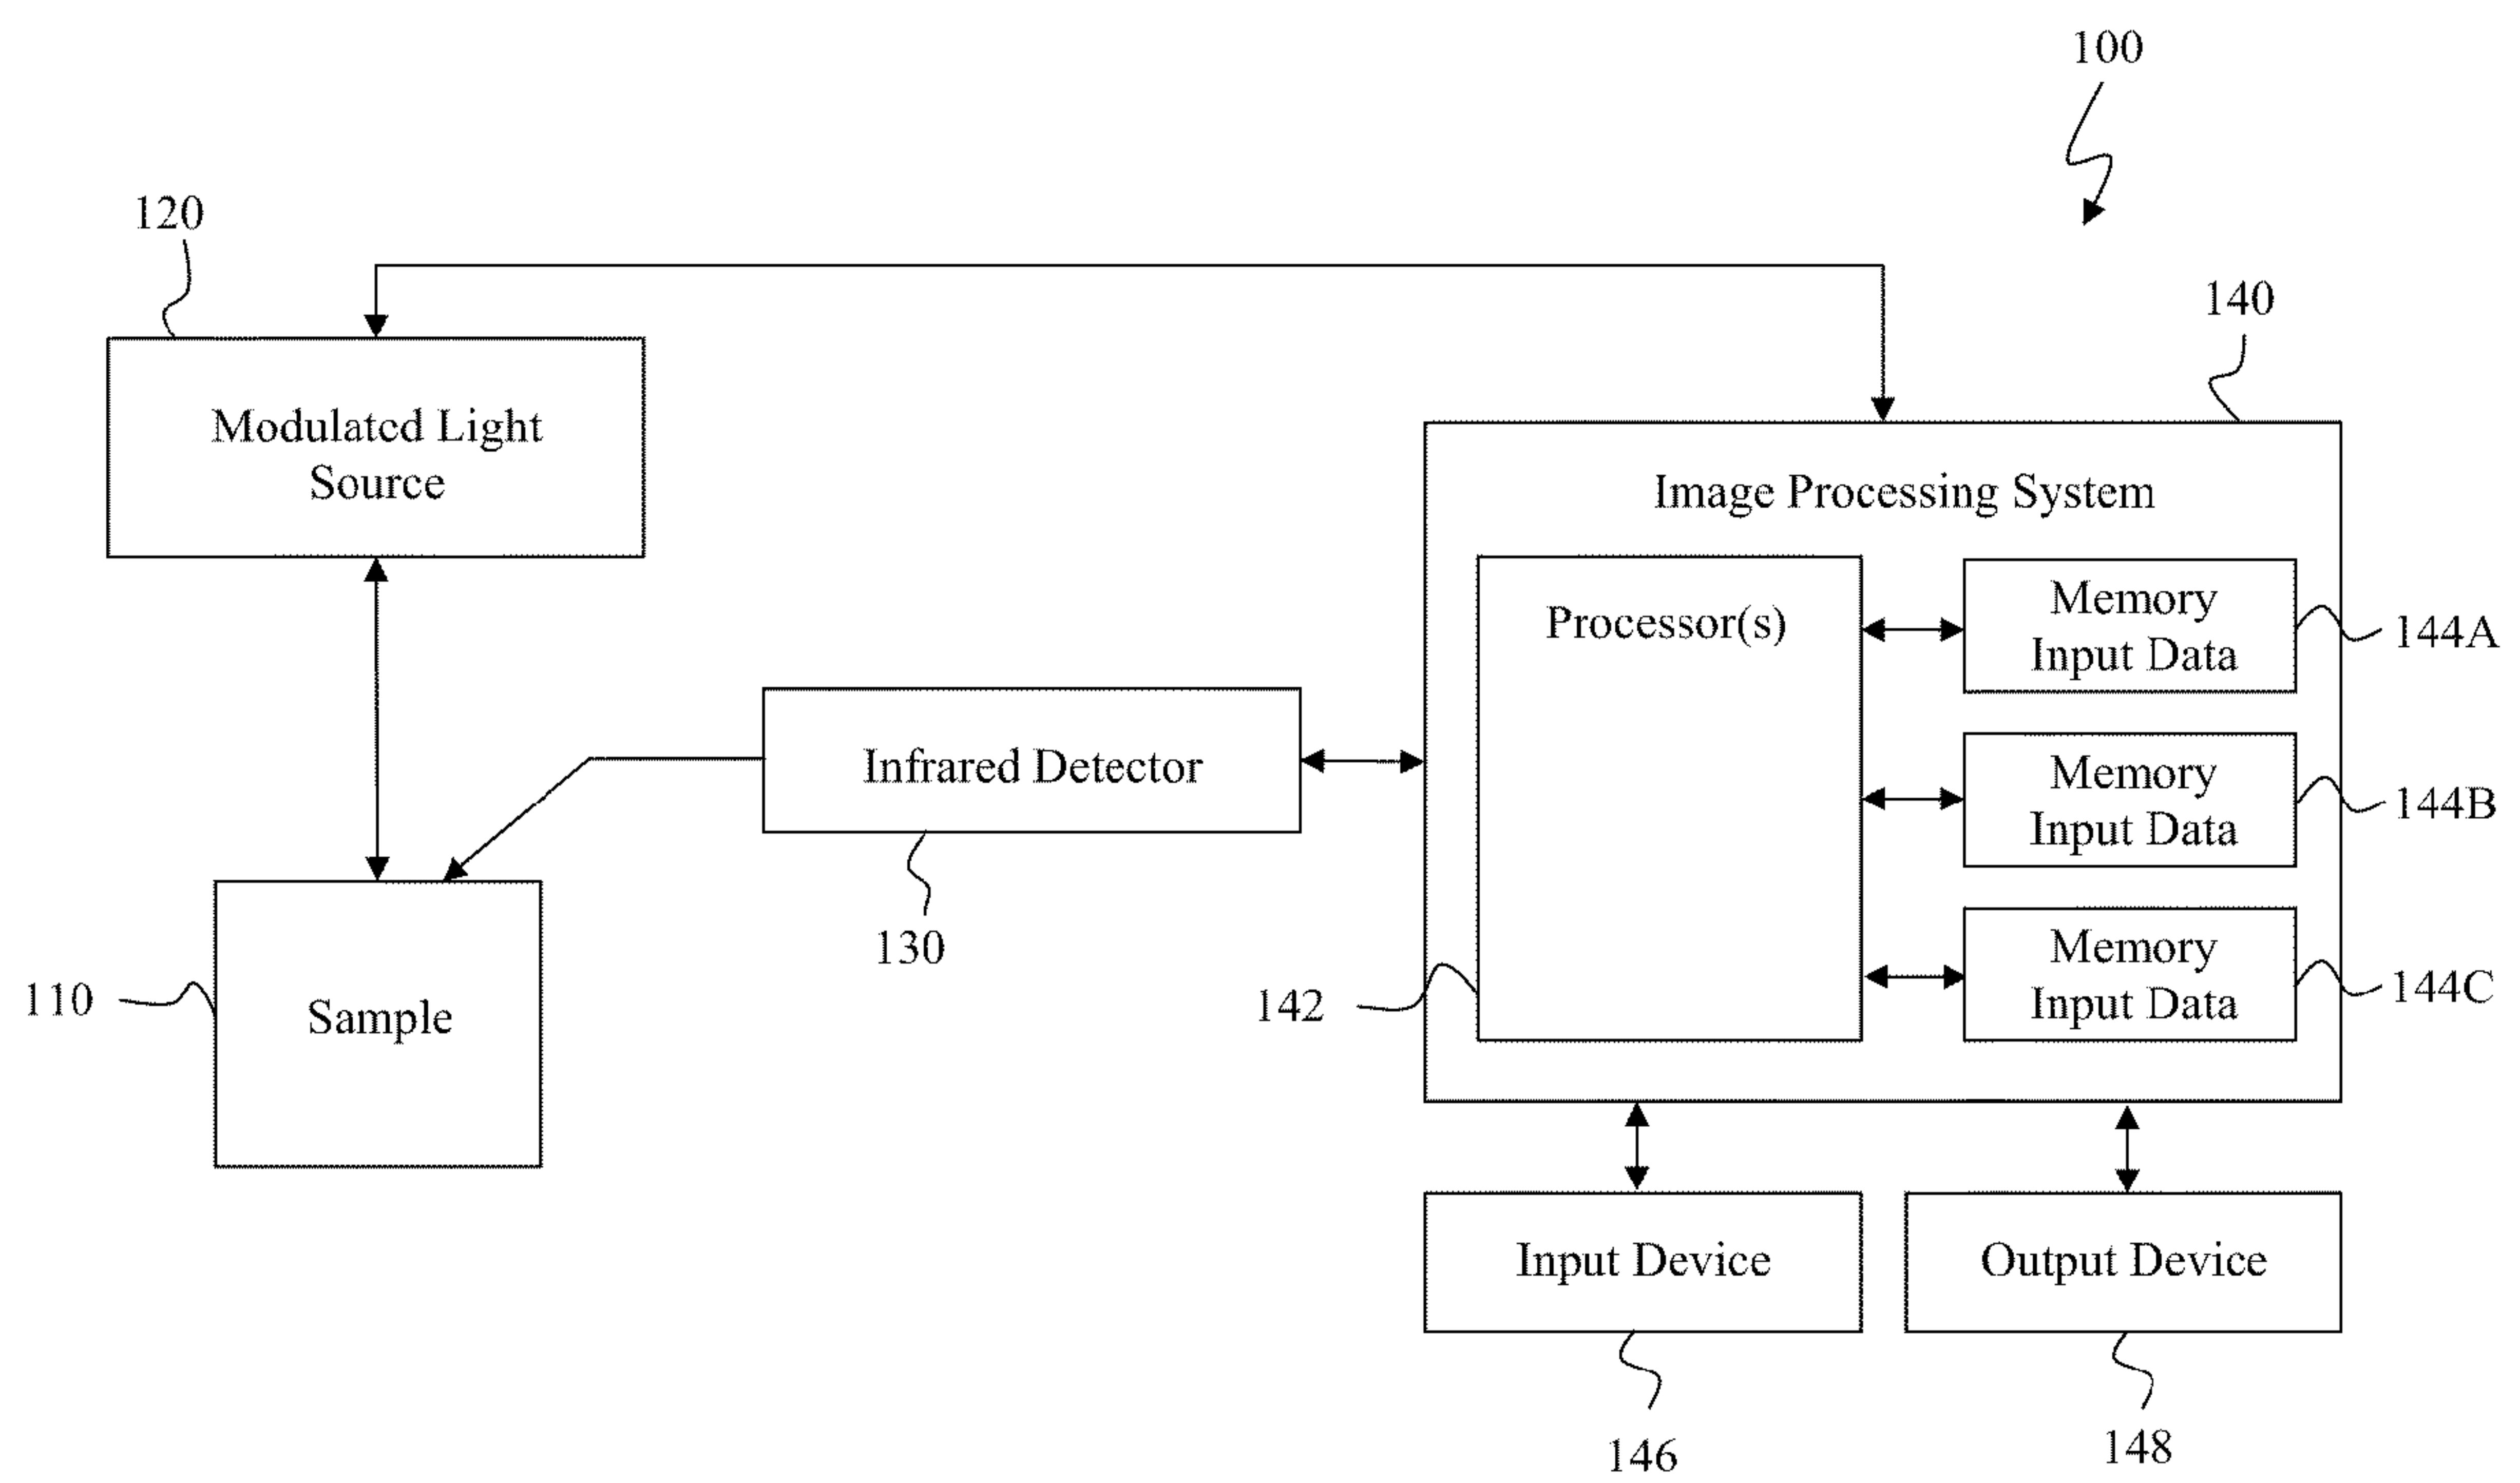 100
120
140
Modulated Light
Source
Image Processing System
Processor(s)
Memory
Input Data
144A
Memory
Input Data
144B
Memory
Input Data
144C
Infrared Detector
130
142
110
Sample
Input Device
Output Device
146
148